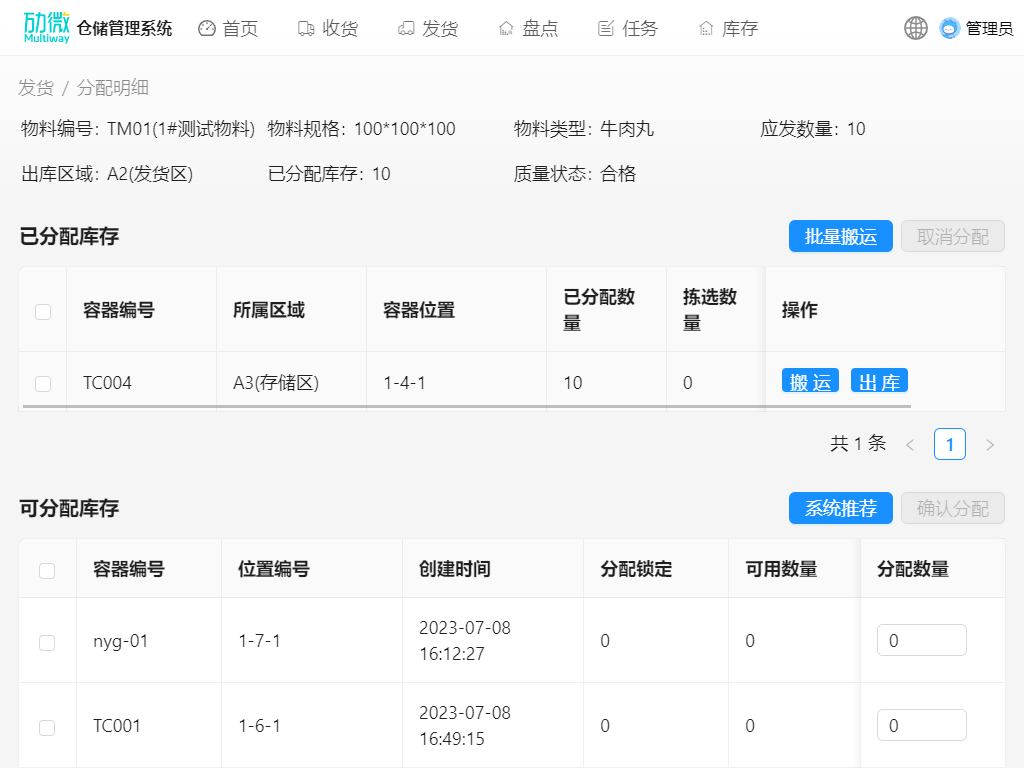 劢微 Multiway 仓储管理系统 首页 收货 发货 盘点 任务 库存 管理员
发货 / 分配明细
物料编号: TM01(1#测试物料) 物料规格: 100*100*100 物料类型: 牛肉丸 应发数量: 10
出库区域: A2(发货区) 已分配库存: 10 质量状态: 合格
已分配库存 批量搬运 取消分配
容器编号 所属区域 容器位置 已分配数量 拣选数量 操作
TC004 A3(存储区) 1-4-1 10 0 搬 运 出 库
共 1 条 < 1 >
可分配库存 系统推荐 确认分配
容器编号 位置编号 创建时间 分配锁定 可用数量 分配数量
nyg-01 1-7-1 2023-07-08 16:12:27 0 0 0
TC001 1-6-1 2023-07-08 16:49:15 0 0 0